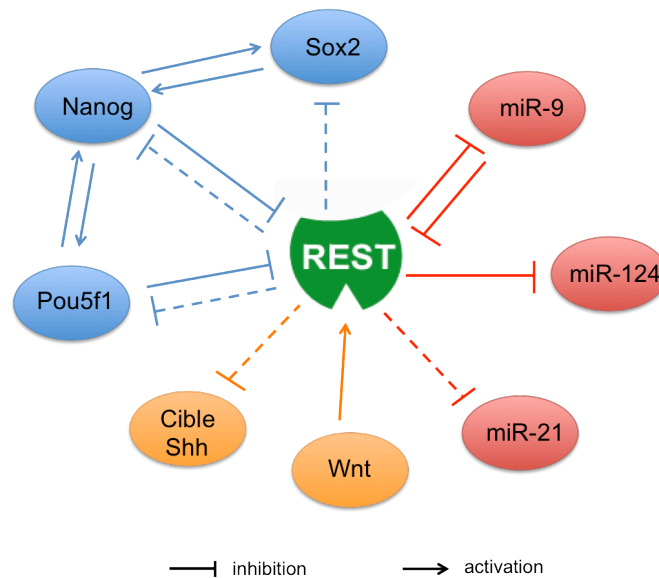 Sox2
Nanog
miR-9
REST
miR-124
Pou5f1
Cible
Shh
Wnt
miR-21
inhibition
activation